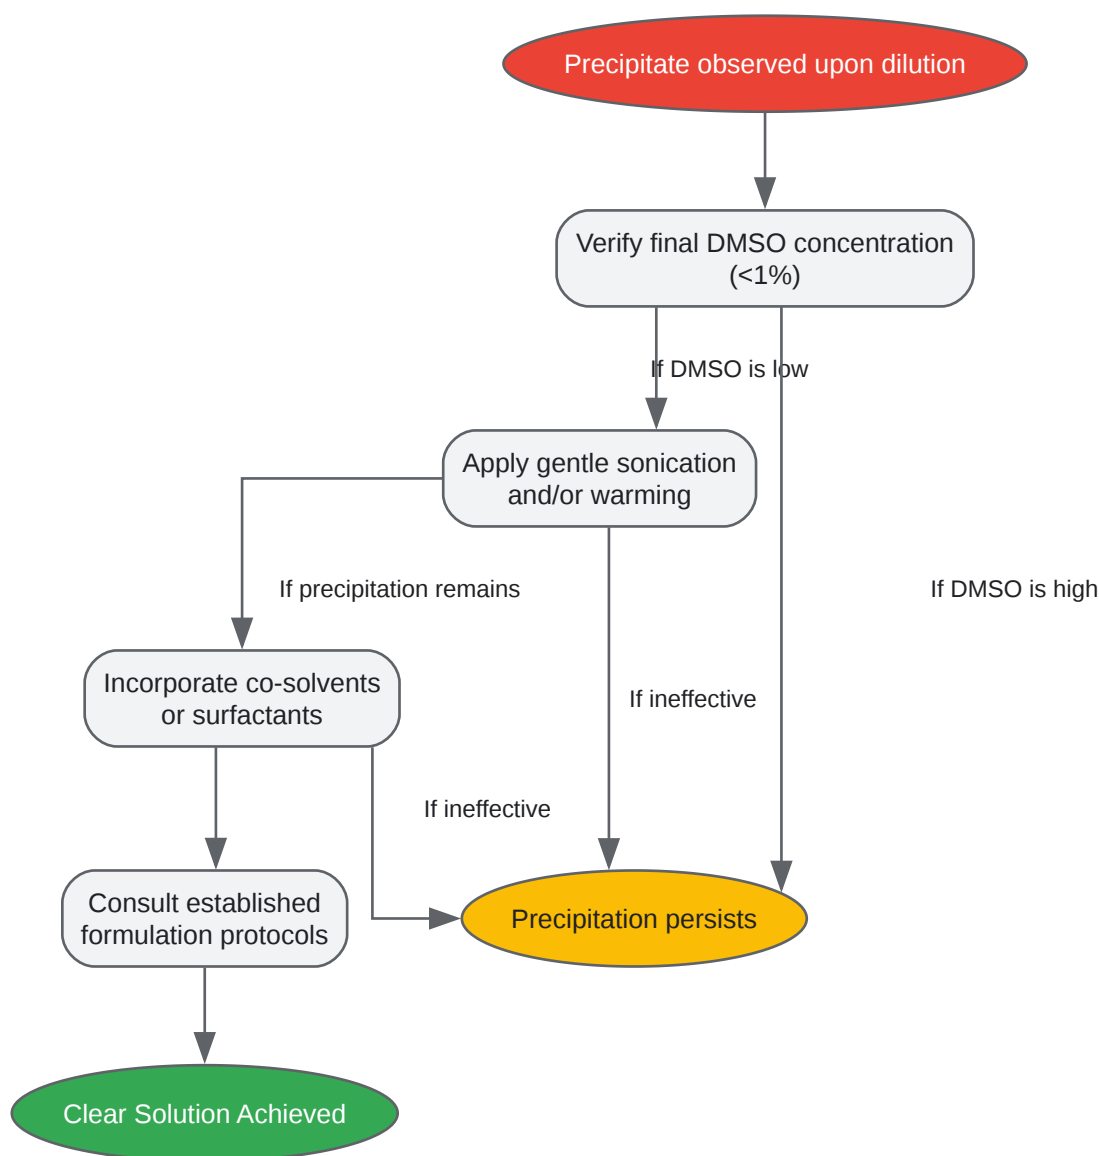 Precipitate observed upon dilution
Verify final DMSO concentration
(<1%)
If DMSO is low
Apply gentle sonication
and/or warming
If precipitation remains
If DMSO is high
Incorporate co-solvents
or surfactants
If ineffective
If ineffective
Consult established
formulation protocols
Precipitation persists
Clear Solution Achieved